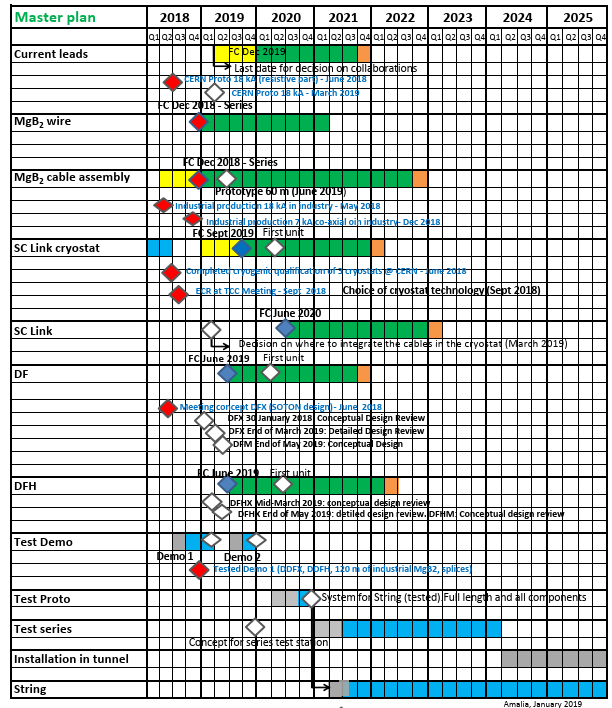 Master plan 2018 2019 2020 2021 2022 2023 2024 2025
Q1 Q2 Q3 Q4 Q1 Q2 Q3 Q4 Q1 Q2 Q3 Q4 Q1 Q2 Q3 Q4 Q1 Q2 Q3 Q4 Q1 Q2 Q3 Q4 Q1 Q2 Q3 Q4 Q1 Q2 Q3 Q4
Current leads FC Dec 2019
Last date for decision on collaborations
CERN Proto 18 kA (resistive part) - June 2018
CERN Proto 18 kA - March 2019
FC Dec 2018 - Series
MgB2 wire
FC Dec 2018 - Series
MgB2 cable assembly
Prototype 60 m (June 2019)
Industrial production 18 kA in industry - May 2018
Industrial production 7 kA co-axial oin industry- Dec 2018
FC Sept 2019 First unit
SC Link cryostat
Completed cryogenic qualification of 5 cryostats @ CERN - June 2018
ECR at TCC Meeting - Sept. 2018 Choice of cryostat technology (Sept 2018)
FC June 2020
SC Link
Decision on where to integrate the cables in the cryostat (March 2019)
FC June 2019 First unit
DF
Meeting concept DFX (SOTON design)- June 2018
DFX 30 January 2018: Conceptual Design Review
DFX End of March 2019: Detailed Design Review
DFM End of May 2019: Conceptual Design
FC June 2019 First unit
DFH
DFHX Mid-March 2019: conceptual design review
DFHX End of May 2019: detiled design review. DFHM: Conceptual design review
Test Demo
Demo 1 Demo 2
Tested Demo 1 (DDFX, DDFH, 120 m of industrial MgB2, splices)
Test Proto System for String (tested) Full length and all components
Test series
Concept for series test station
Installation in tunnel
String
Amalia, January 2019